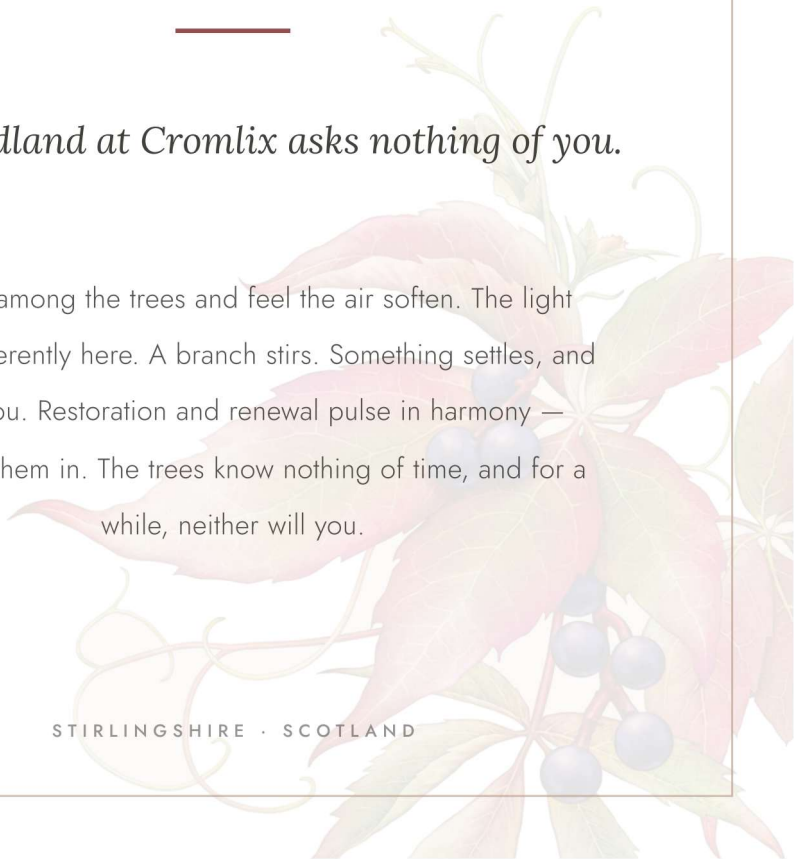 dland at Cromlix asks nothing of you.
among the trees and feel the air soften. The light
erently here. A branch stirs. Something settles, and
ou. Restoration and renewal pulse in harmony —
hem in. The trees know nothing of time, and for a
while, neither will you.
STIRLINGSHIRE · SCOTLAND